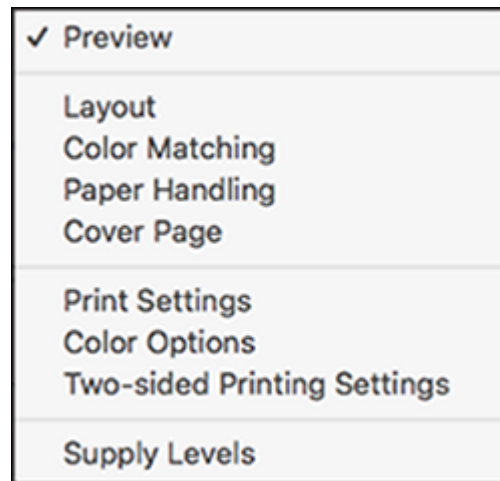 ✓ Preview
Layout
Color Matching
Paper Handling
Cover Page
Print Settings
Color Options
Two-sided Printing Settings
Supply Levels